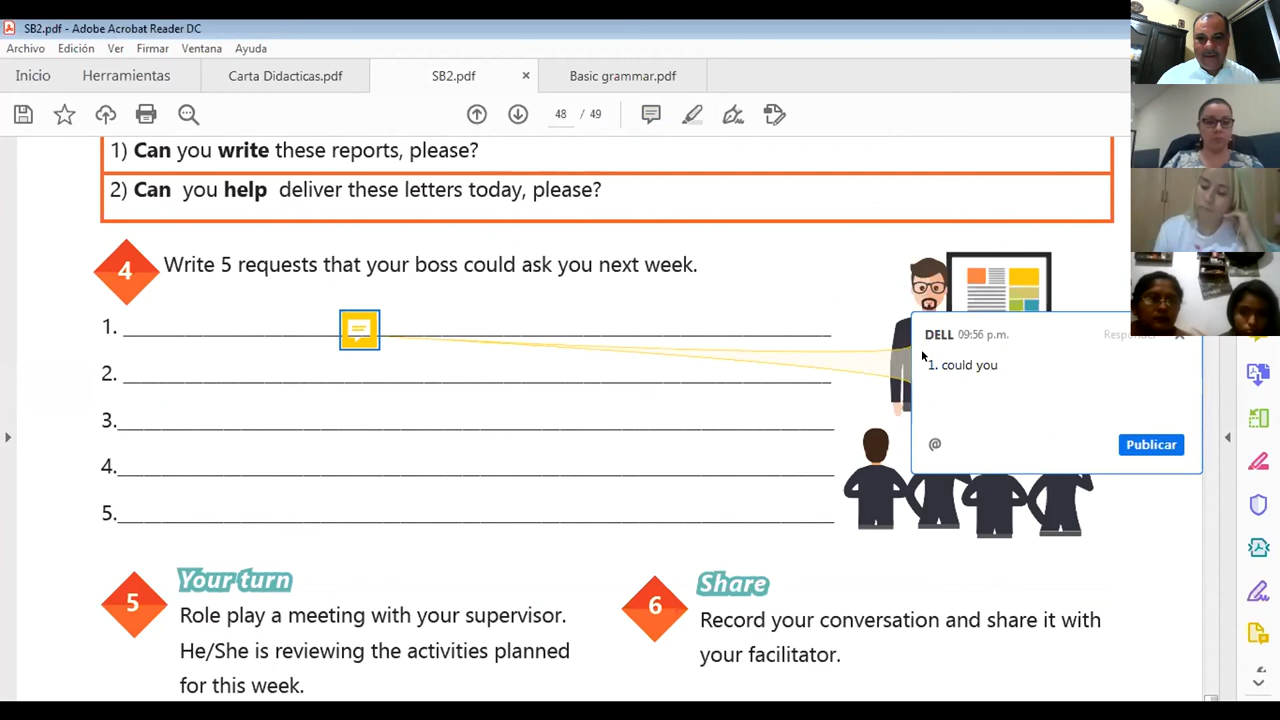 SB2.pdf - Adobe Acrobat Reader DC
Archivo Edición Ver Firmar Ventana Ayuda
Inicio Herramientas Carta Didacticas.pdf SB2.pdf × Basic grammar.pdf
48 / 49
1) Can you write these reports, please?
2) Can you help deliver these letters today, please?
4 Write 5 requests that your boss could ask you next week.
1.
DELL 09:56 p.m.
1. could you
2.
3.
4.
@ Publicar
5.
5 Your turn
Role play a meeting with your supervisor.
He/She is reviewing the activities planned
for this week.
6 Share
Record your conversation and share it with
your facilitator.